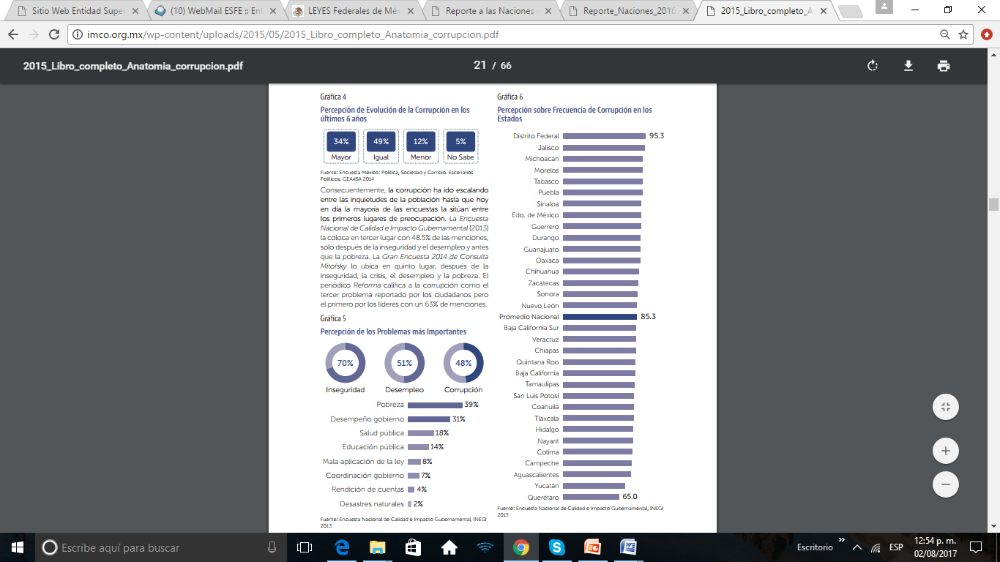 Sitio Web Entidad Super
(10) WebMail ESFE :: Ent
LEYES Federales de Méx
Reporte a las Naciones -
Reporte_Naciones_2016
2015_Libro_completo_A
imco.org.mx/wp-content/uploads/2015/05/2015_Libro_completo_Anatomia_corrupcion.pdf
2015_Libro_completo_Anatomia_corrupcion.pdf
21 / 66
Gráfica 4
Percepción de Evolución de la Corrupción en los
últimos 6 años
34% 49% 12% 5%
Mayor Igual Menor No Sabe
Fuente: Encuesta México: Política, Sociedad y Cambio. Escenarios
Políticos, GEA-ISA 2014
Consecuentemente, la corrupción ha ido escalando
entre las inquietudes de la población hasta que hoy
en día la mayoría de las encuestas la sitúan entre
los primeros lugares de preocupación. La Encuesta
Nacional de Calidad e Impacto Gubernamental (2013)
la coloca en tercer lugar con 48.5% de las menciones,
sólo después de la inseguridad y el desempleo y antes
que la pobreza. La Gran Encuesta 2014 de Consulta
Mitofsky lo ubica en quinto lugar, después de la
inseguridad, la crisis, el desempleo y la pobreza. El
periódico Reforma califica a la corrupción como el
tercer problema reportado por los ciudadanos pero
el primero por los líderes con un 63% de menciones.
Gráfica 5
Percepción de los Problemas más Importantes
70% 51% 48%
Inseguridad Desempleo Corrupción
Pobreza 39%
Desempeño gobierno 31%
Salud pública 18%
Educación pública 14%
Mala aplicación de la ley 8%
Coordinación gobierno 7%
Rendición de cuentas 4%
Desastres naturales 2%
Fuente: Encuesta Nacional de Calidad e Impacto Gubernamental, INEGI
2013
Gráfica 6
Percepción sobre Frecuencia de Corrupción en los
Estados
Distrito Federal 95.3
Jalisco
Michoacán
Morelos
Tabasco
Puebla
Sinaloa
Edo. de México
Guerrero
Durango
Guanajuato
Oaxaca
Chihuahua
Zacatecas
Sonora
Nuevo León
Promedio Nacional 85.3
Baja California Sur
Veracruz
Chiapas
Quintana Roo
Baja California
Tamaulipas
San Luis Potosí
Coahuila
Tlaxcala
Hidalgo
Nayarit
Colima
Campeche
Aguascalientes
Yucatán
Querétaro 65.0
Fuente: Encuesta Nacional de Calidad e Impacto Gubernamental, INEGI
2013
Escribe aquí para buscar
Escritorio
ESP
12:54 p. m.
02/08/2017